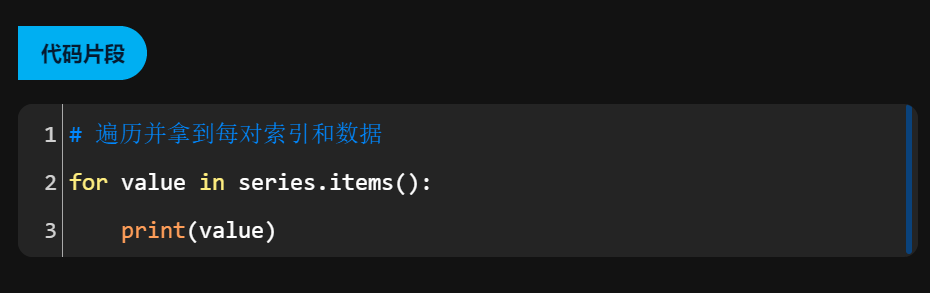 代码片段
1 # 遍历并拿到每对索引和数据
2 for value in series.items():
3     print(value)